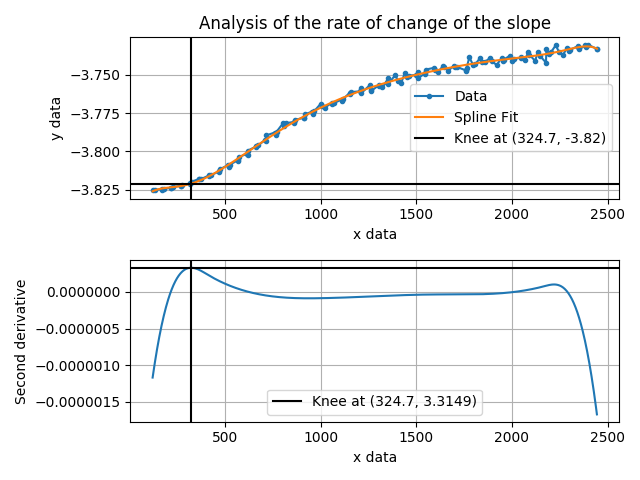 Analysis of the rate of change of the slope
−3.750
−3.775
−3.800
−3.825
y data
Data
Spline Fit
Knee at (324.7, -3.82)
500
1000
1500
2000
2500
x data
0.0000000
−0.0000005
−0.0000010
−0.0000015
Second derivative
Knee at (324.7, 3.3149)
500
1000
1500
2000
2500
x data